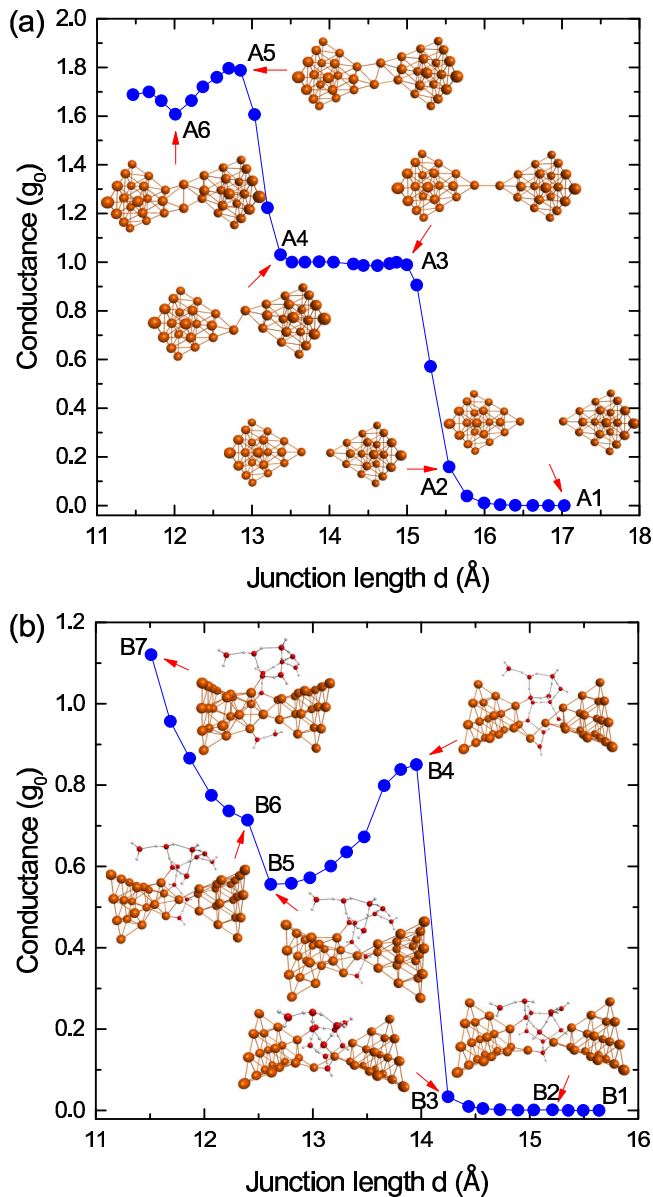 (a)
2.0
1.8
1.6
1.4
1.2
1.0
0.8
0.6
0.4
0.2
0.0
Conductance (g0)
A5
A6
A4
A3
A2
A1
11 12 13 14 15 16 17 18
Junction length d (Å)
(b)
1.2
1.0
0.8
0.6
0.4
0.2
0.0
Conductance (g0)
B7
B4
B6
B5
B3
B2
B1
11 12 13 14 15 16
Junction length d (Å)